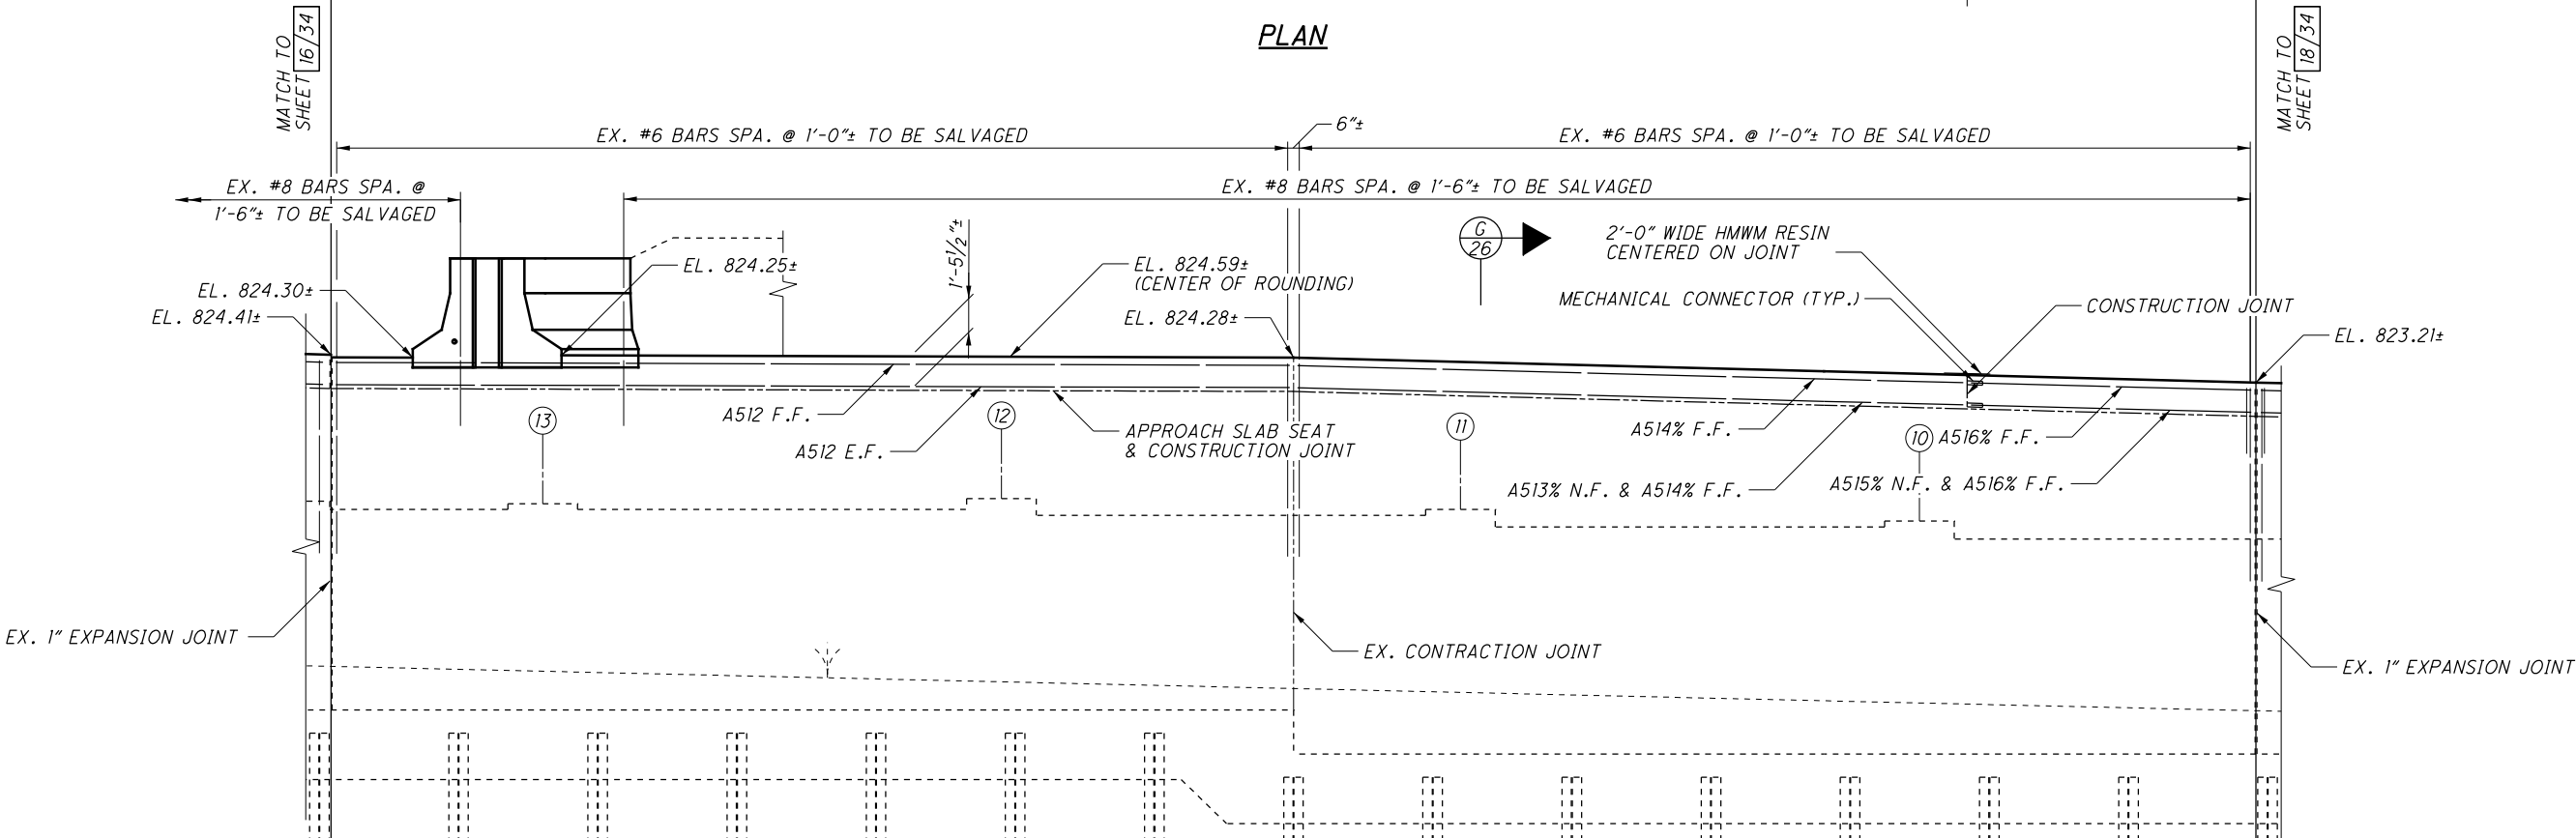 PLAN
MATCH TO
SHEET 16/34
MATCH TO
SHEET 18/34
EX. #6 BARS SPA. @ 1'-0"± TO BE SALVAGED
6"±
EX. #6 BARS SPA. @ 1'-0"± TO BE SALVAGED
EX. #8 BARS SPA. @
1'-6"± TO BE SALVAGED
EX. #8 BARS SPA. @ 1'-6"± TO BE SALVAGED
1'-5 1/2"±
G
26
2'-0" WIDE HMWM RESIN
CENTERED ON JOINT
EL. 824.25±
EL. 824.59±
(CENTER OF ROUNDING)
EL. 824.30±
EL. 824.41±
EL. 824.28±
MECHANICAL CONNECTOR (TYP.)
CONSTRUCTION JOINT
EL. 823.21±
13
A512 F.F.
12
A512 E.F.
APPROACH SLAB SEAT
& CONSTRUCTION JOINT
11
A514% F.F.
10
A516% F.F.
A513% N.F. & A514% F.F.
A515% N.F. & A516% F.F.
EX. 1" EXPANSION JOINT
EX. CONTRACTION JOINT
EX. 1" EXPANSION JOINT